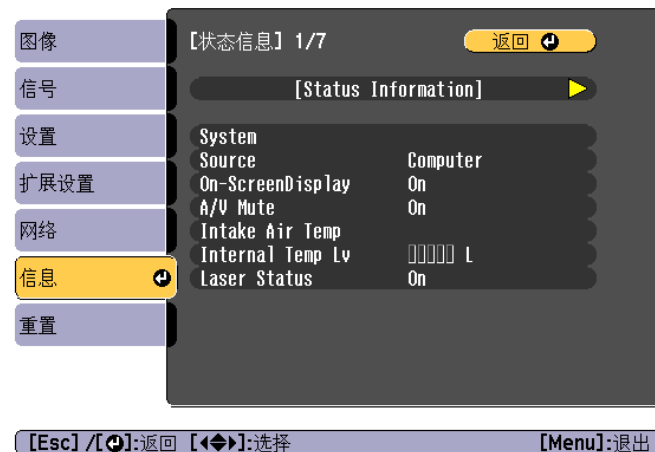 图像
信号
设置
扩展设置
网络
信息
重置
[状态信息] 1/7
返回
[Status Information]
System
Source Computer
On-ScreenDisplay On
A/V Mute On
Intake Air Temp
Internal Temp Lv ▯▯▯▯▯ L
Laser Status On
[Esc] /[⏎]:返回 [◀◆▶]:选择 [Menu]:退出